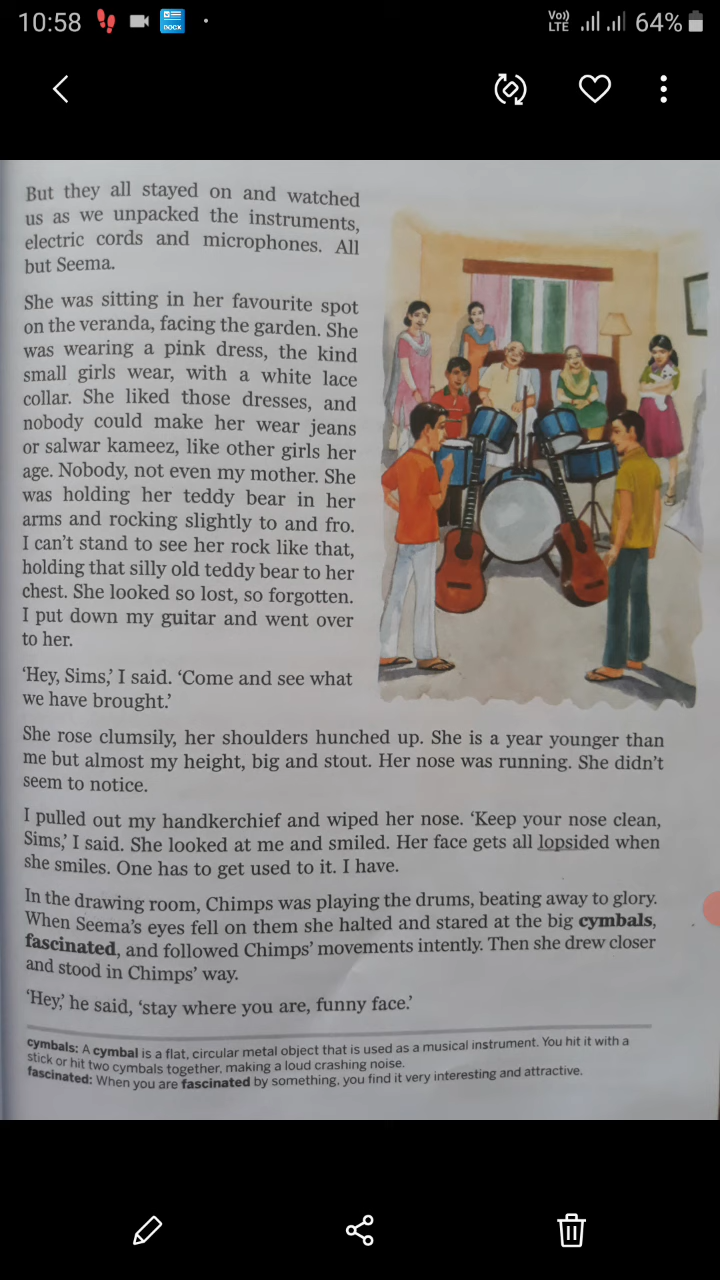 10:58
DOCX
Vo)) LTE 64%
But they all stayed on and watched
us as we unpacked the instruments,
electric cords and microphones. All
but Seema.
She was sitting in her favourite spot
on the veranda, facing the garden. She
was wearing a pink dress, the kind
small girls wear, with a white lace
collar. She liked those dresses, and
nobody could make her wear jeans
or salwar kameez, like other girls her
age. Nobody, not even my mother. She
was holding her teddy bear in her
arms and rocking slightly to and fro.
I can't stand to see her rock like that,
holding that silly old teddy bear to her
chest. She looked so lost, so forgotten.
I put down my guitar and went over
to her.
‘Hey, Sims,’ I said. ‘Come and see what
we have brought.’
She rose clumsily, her shoulders hunched up. She is a year younger than
me but almost my height, big and stout. Her nose was running. She didn’t
seem to notice.
I pulled out my handkerchief and wiped her nose. ‘Keep your nose clean,
Sims,’ I said. She looked at me and smiled. Her face gets all lopsided when
she smiles. One has to get used to it. I have.
In the drawing room, Chimps was playing the drums, beating away to glory.
When Seema’s eyes fell on them she halted and stared at the big cymbals,
fascinated, and followed Chimps’ movements intently. Then she drew closer
and stood in Chimps’ way.
‘Hey,’ he said, ‘stay where you are, funny face.’
cymbals: A cymbal is a flat, circular metal object that is used as a musical instrument. You hit it with a
stick or hit two cymbals together, making a loud crashing noise.
fascinated: When you are fascinated by something, you find it very interesting and attractive.